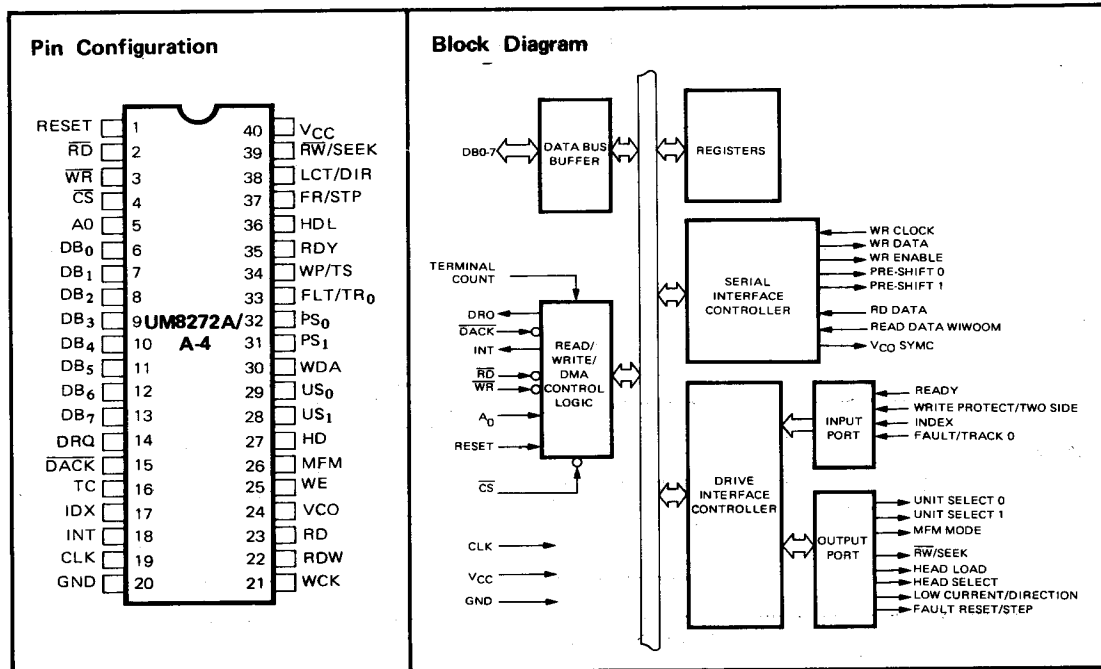 Pin Configuration
RESET 1
RD 2
WR 3
CS 4
A0 5
DB0 6
DB1 7
DB2 8
DB3 9
DB4 10
DB5 11
DB6 12
DB7 13
DRQ 14
DACK 15
TC 16
IDX 17
INT 18
CLK 19
GND 20
UM8272A/
A-4
40 VCC
39 RW/SEEK
38 LCT/DIR
37 FR/STP
36 HDL
35 RDY
34 WP/TS
33 FLT/TR0
32 PS0
31 PS1
30 WDA
29 US0
28 US1
27 HD
26 MFM
25 WE
24 VCO
23 RD
22 RDW
21 WCK
Block Diagram
DB0-7
DATA BUS
BUFFER
REGISTERS
TERMINAL
COUNT
DRQ
DACK
INT
RD
WR
A0
RESET
CS
READ/
WRITE/
DMA
CONTROL
LOGIC
CLK
VCC
GND
SERIAL
INTERFACE
CONTROLLER
WR CLOCK
WR DATA
WR ENABLE
PRE-SHIFT 0
PRE-SHIFT 1
RD DATA
READ DATA WIWOOM
VCO SYMC
DRIVE
INTERFACE
CONTROLLER
INPUT
PORT
READY
WRITE PROTECT/TWO SIDE
INDEX
FAULT/TRACK 0
OUTPUT
PORT
UNIT SELECT 0
UNIT SELECT 1
MFM MODE
RW/SEEK
HEAD LOAD
HEAD SELECT
LOW CURRENT/DIRECTION
FAULT RESET/STEP